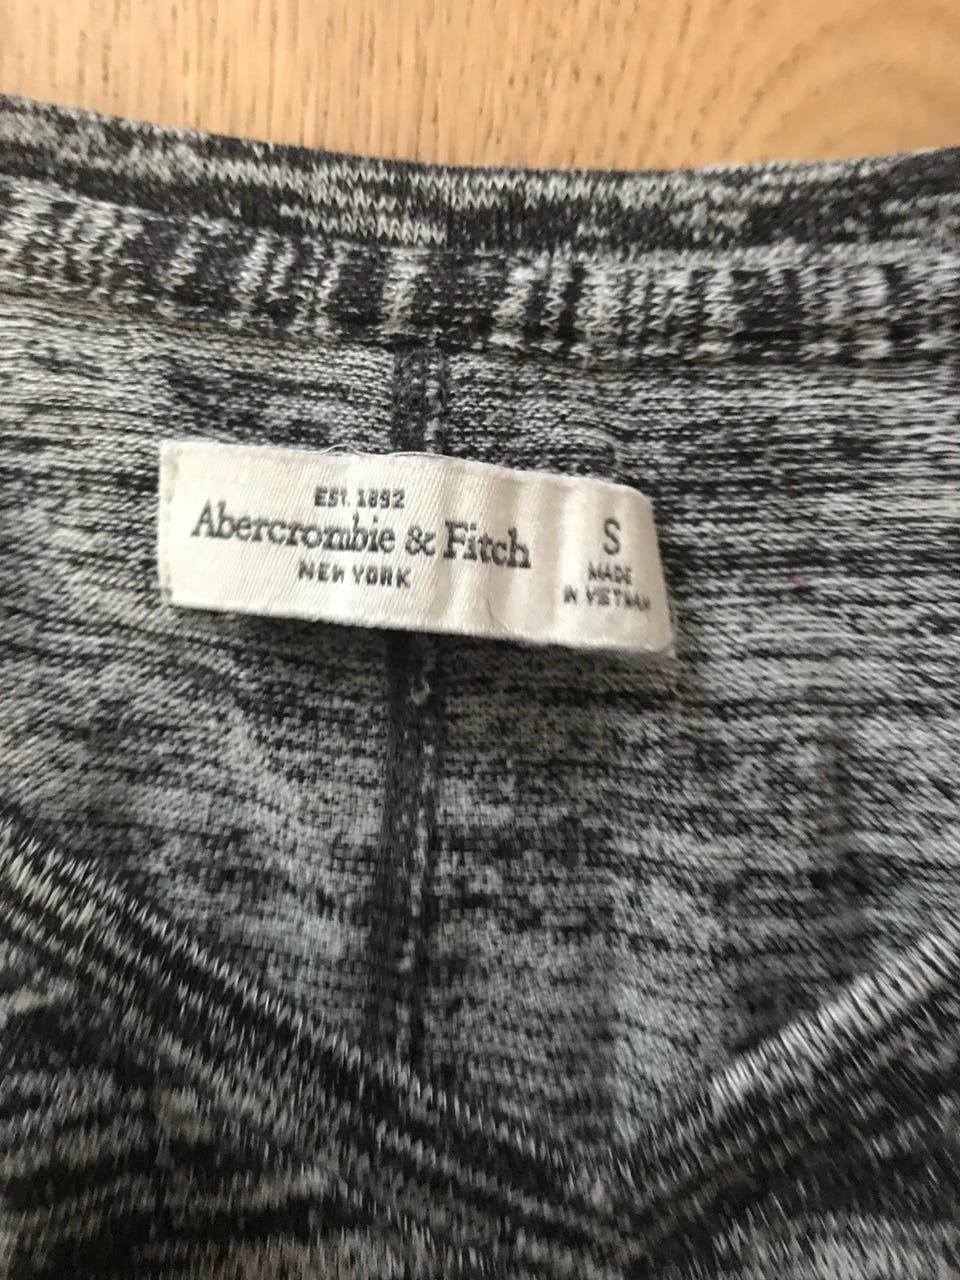 EST. 1892
Abercrombie & Fitch
NEW YORK
S
MADE
IN VIETNAM